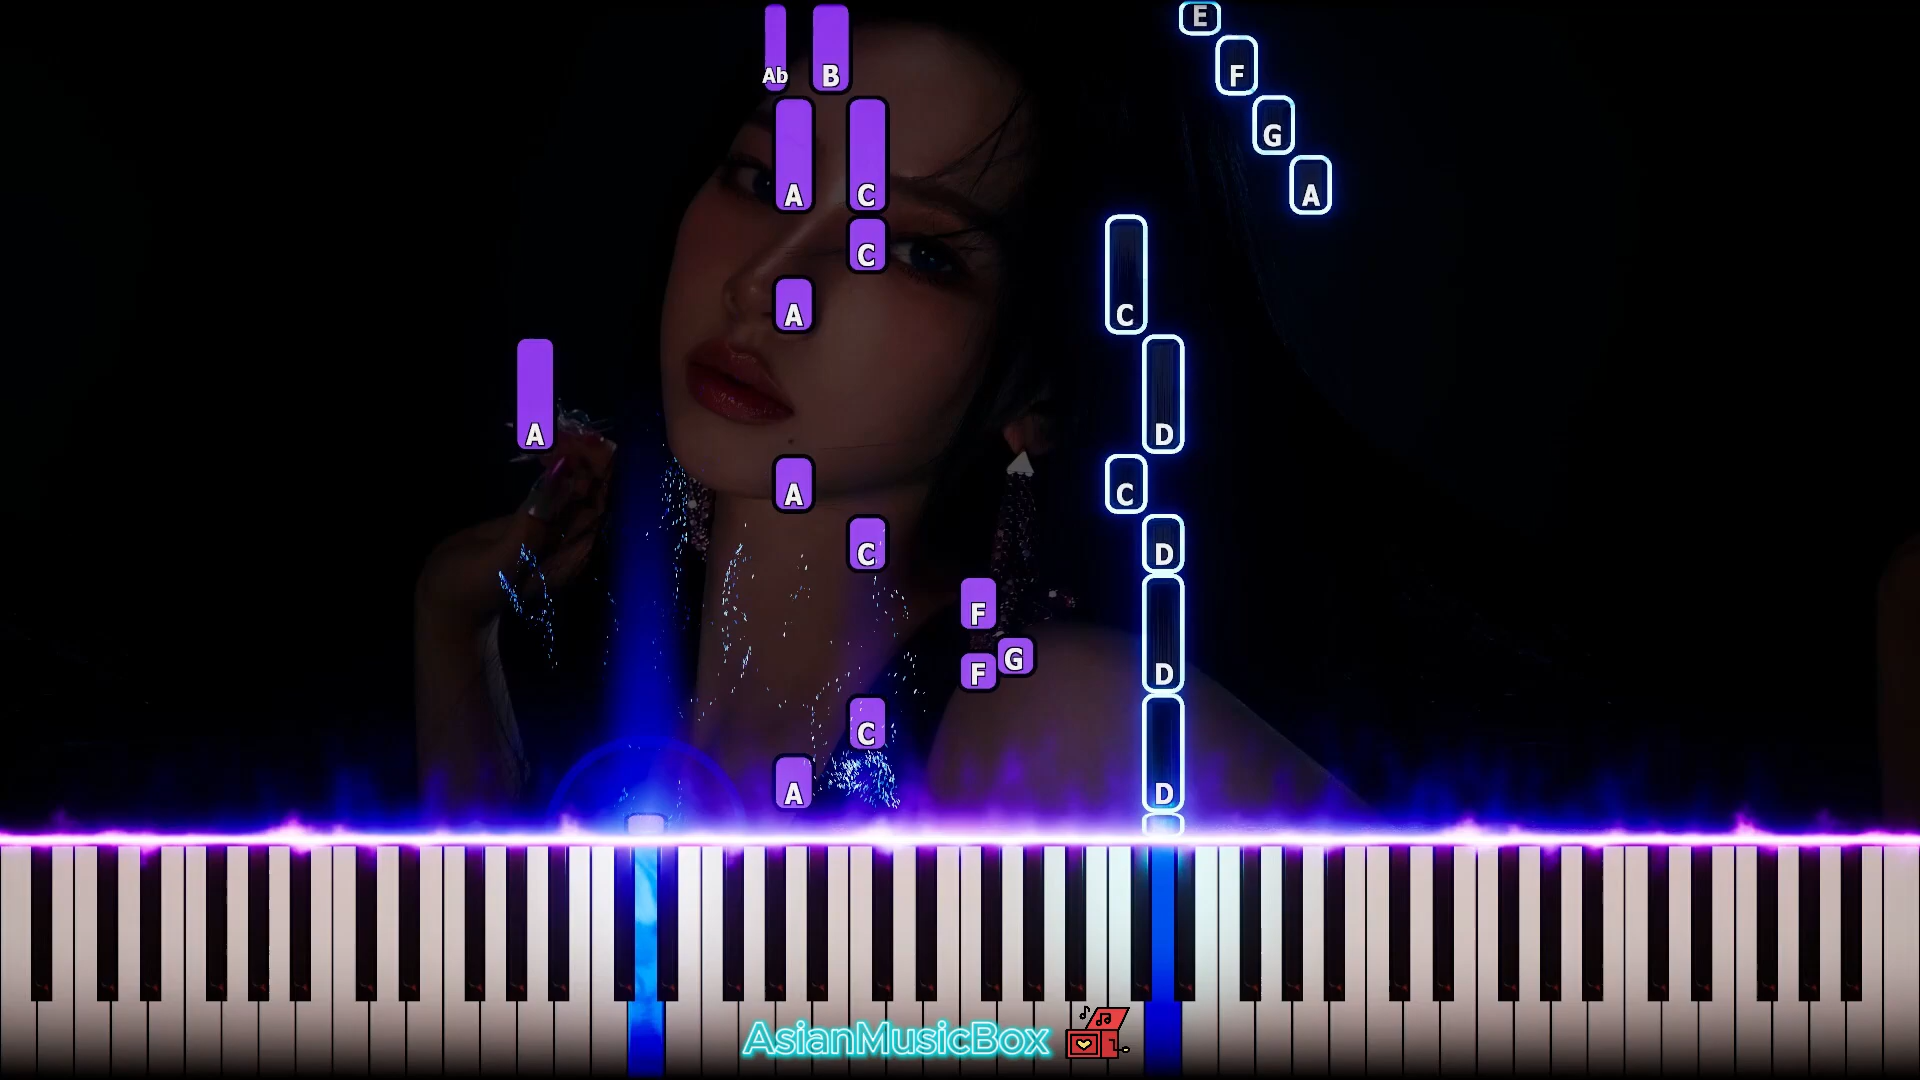 E
Ab B F
G
A C A
C
A C
A D
A C
C D
F
G
F D
C
A D
AsianMusicBox